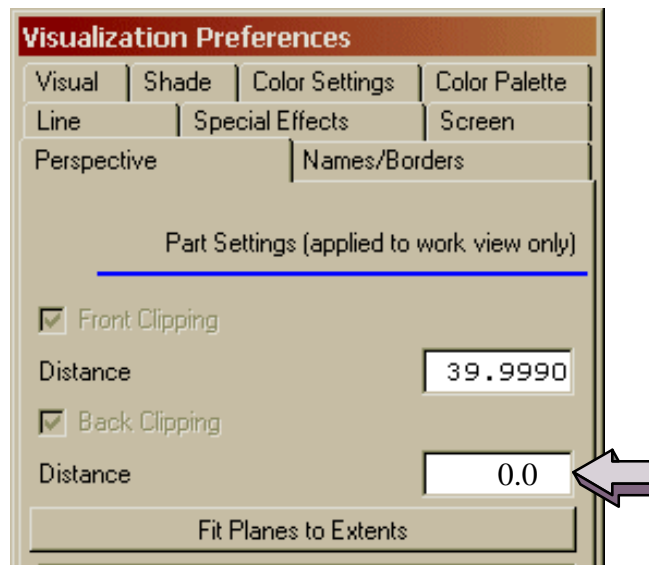 Visualization Preferences
Visual Shade Color Settings Color Palette
Line Special Effects Screen
Perspective Names/Borders
Part Settings (applied to work view only)
Front Clipping
Distance 39.9990
Back Clipping
Distance 0.0
Fit Planes to Extents